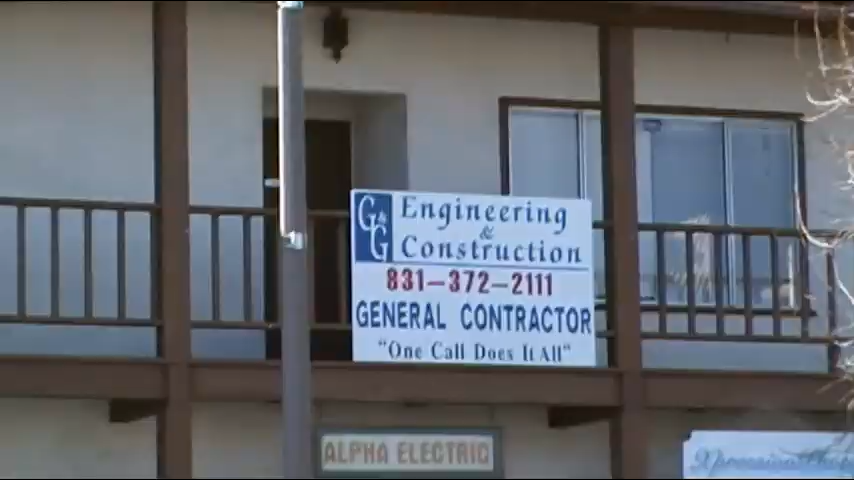 G&G
Engineering
&
Construction
831-372-2111
GENERAL CONTRACTOR
"One Call Does It All"
ALPHA ELECTRIC